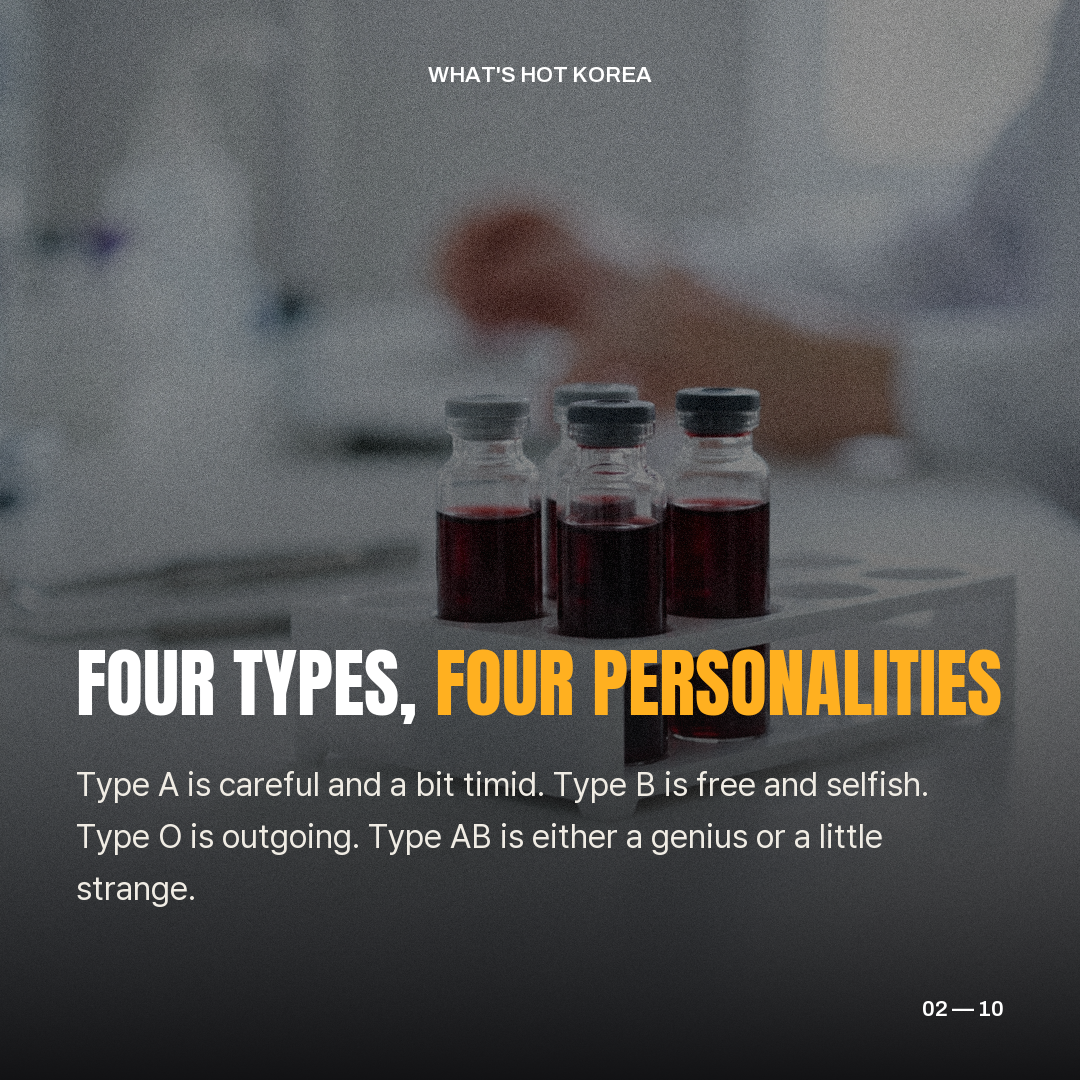 WHAT'S HOT KOREA
FOUR TYPES, FOUR PERSONALITIES
Type A is careful and a bit timid. Type B is free and selfish.
Type O is outgoing. Type AB is either a genius or a little
strange.
02 — 10